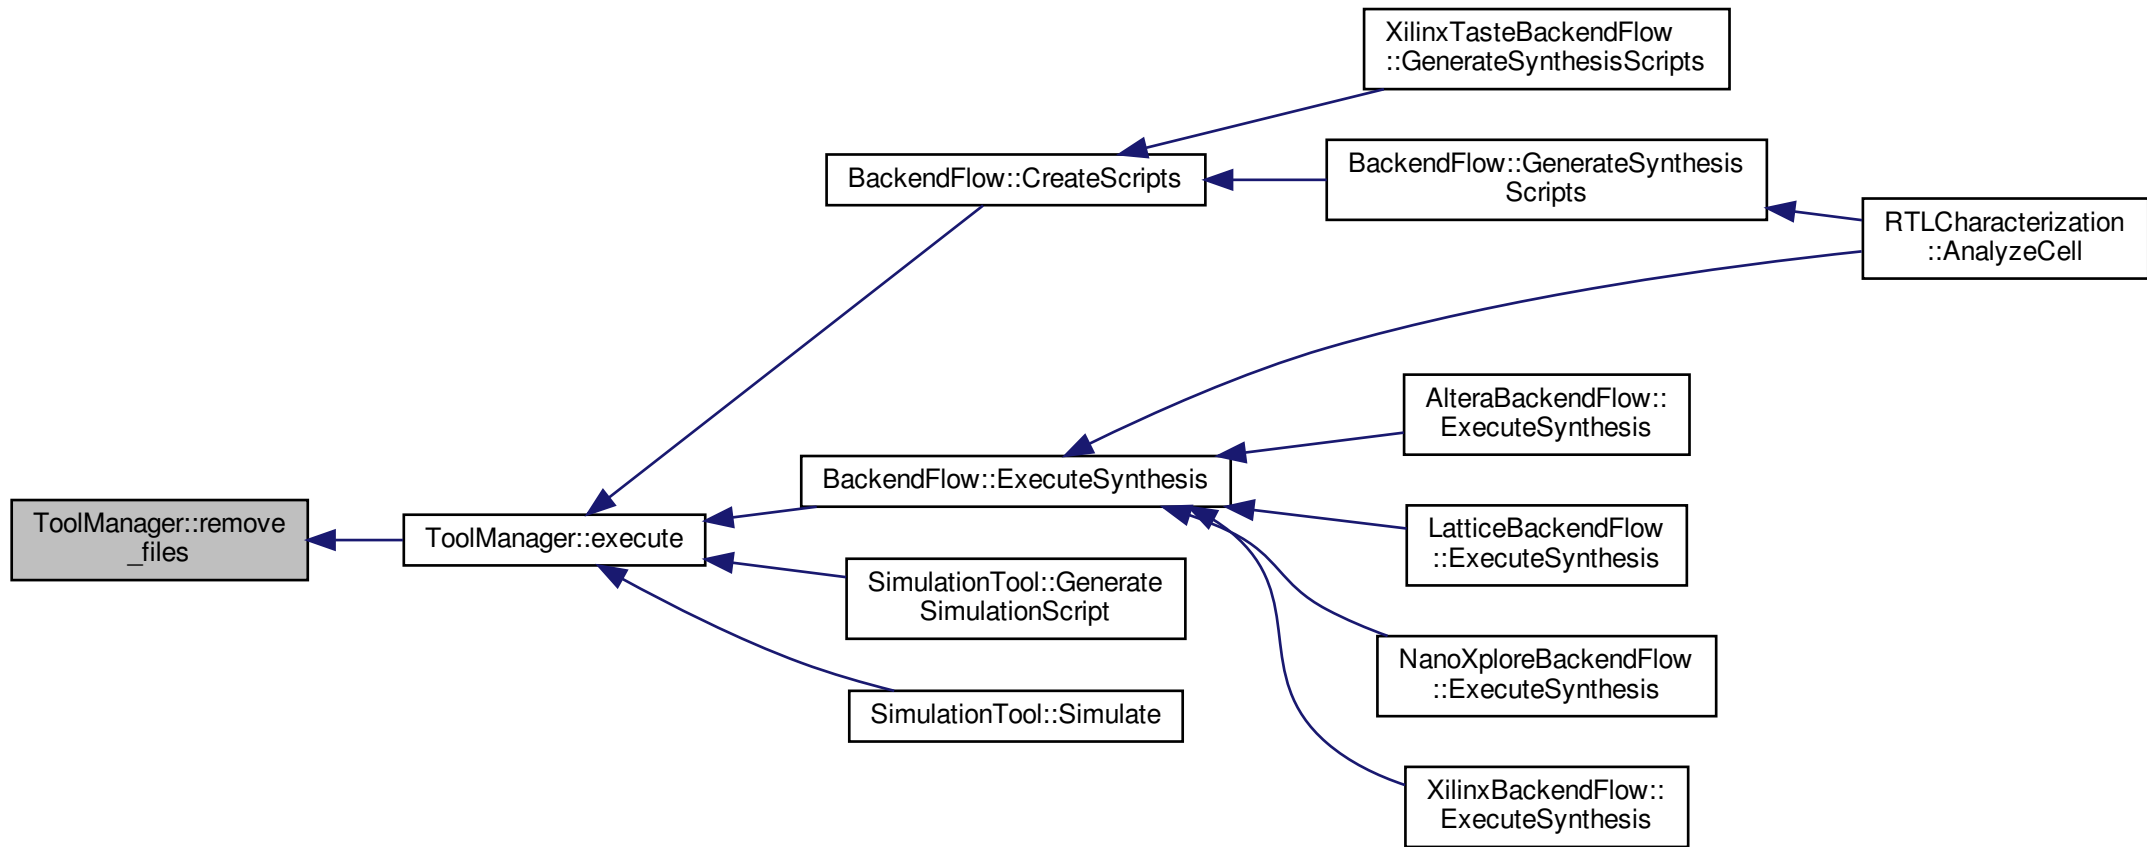 XilinxTasteBackendFlow
::GenerateSynthesisScripts
BackendFlow::CreateScripts
BackendFlow::GenerateSynthesis
Scripts
RTLCharacterization
::AnalyzeCell
AlteraBackendFlow::
ExecuteSynthesis
BackendFlow::ExecuteSynthesis
ToolManager::remove
_files
ToolManager::execute
LatticeBackendFlow
::ExecuteSynthesis
SimulationTool::Generate
SimulationScript
NanoXploreBackendFlow
::ExecuteSynthesis
SimulationTool::Simulate
XilinxBackendFlow::
ExecuteSynthesis